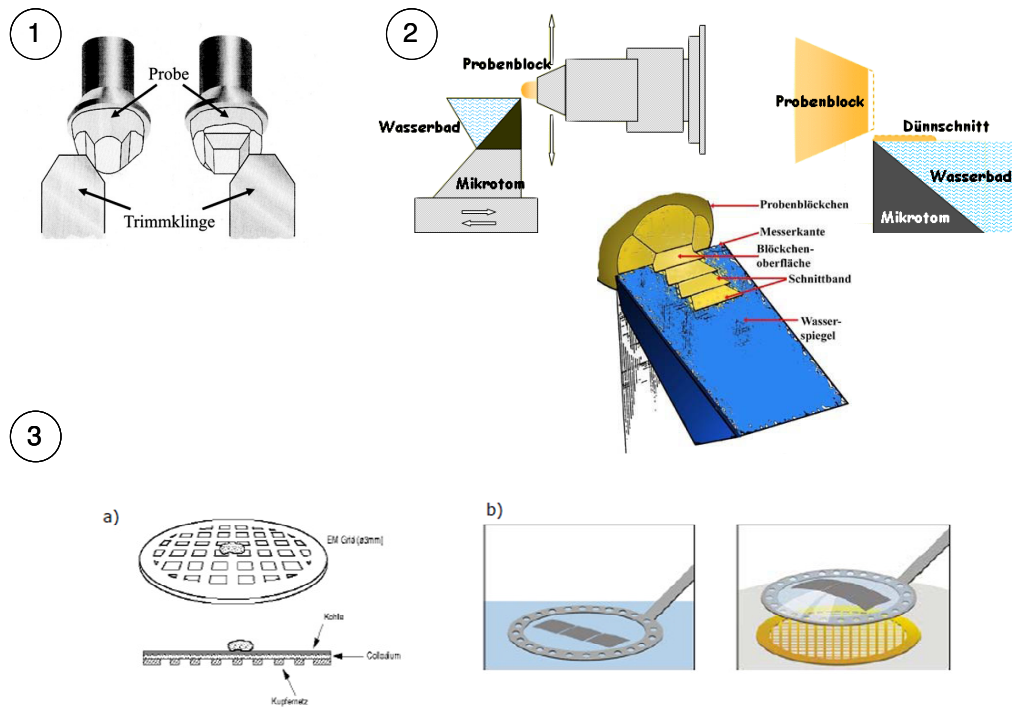 1
Probe
Trimmklinge
2
Probenblock
Wasserbad
Mikrotom
Probenblock
Dünnschnitt
Wasserbad
Mikrotom
Probenblöckchen
Messerkante
Blöckchen-
oberfläche
Schnittband
Wasser-
spiegel
3
a)
EM Grid (ø3mm)
Kohle
Collodium
Kupfernetz
b)